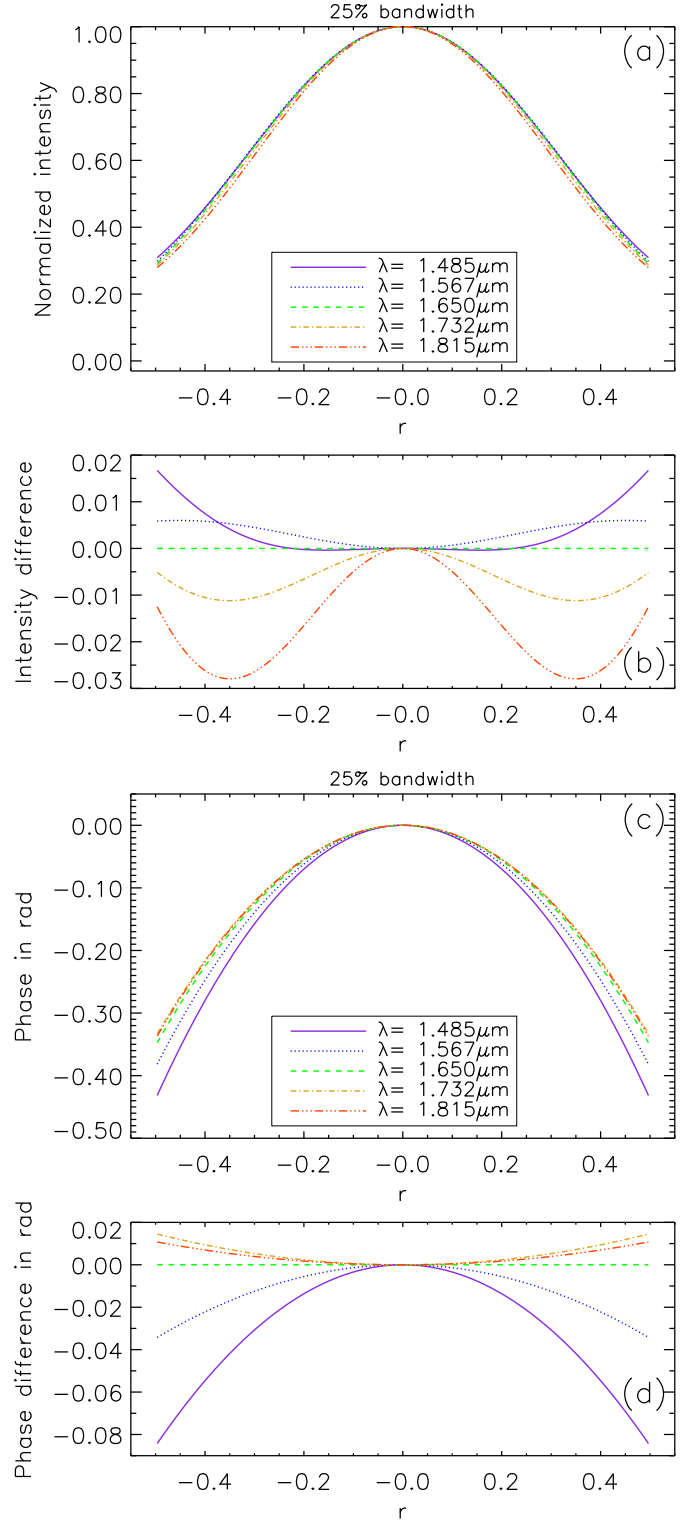 25% bandwidth
(a)
Normalized intensity
1.00
0.80
0.60
0.40
0.20
0.00
λ= 1.485μm
λ= 1.567μm
λ= 1.650μm
λ= 1.732μm
λ= 1.815μm
−0.4 −0.2 −0.0 0.2 0.4
r
Intensity difference
0.02
0.01
0.00
−0.01
−0.02
−0.03
(b)
−0.4 −0.2 −0.0 0.2 0.4
r
25% bandwidth
(c)
Phase in rad
0.00
−0.10
−0.20
−0.30
−0.40
−0.50
λ= 1.485μm
λ= 1.567μm
λ= 1.650μm
λ= 1.732μm
λ= 1.815μm
−0.4 −0.2 −0.0 0.2 0.4
r
Phase difference in rad
0.02
0.00
−0.02
−0.04
−0.06
−0.08
(d)
−0.4 −0.2 −0.0 0.2 0.4
r